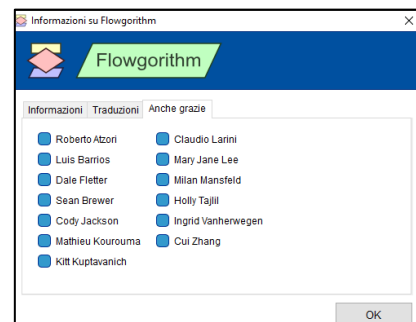 Informazioni su Flowgorithm
Flowgorithm
Informazioni Traduzioni Anche grazie
Roberto Atzori
Luis Barrios
Dale Fletter
Sean Brewer
Cody Jackson
Mathieu Kourouma
Kitt Kuptavanich
Claudio Larini
Mary Jane Lee
Milan Mansfeld
Holly Tajlil
Ingrid Vanherwegen
Cui Zhang
OK